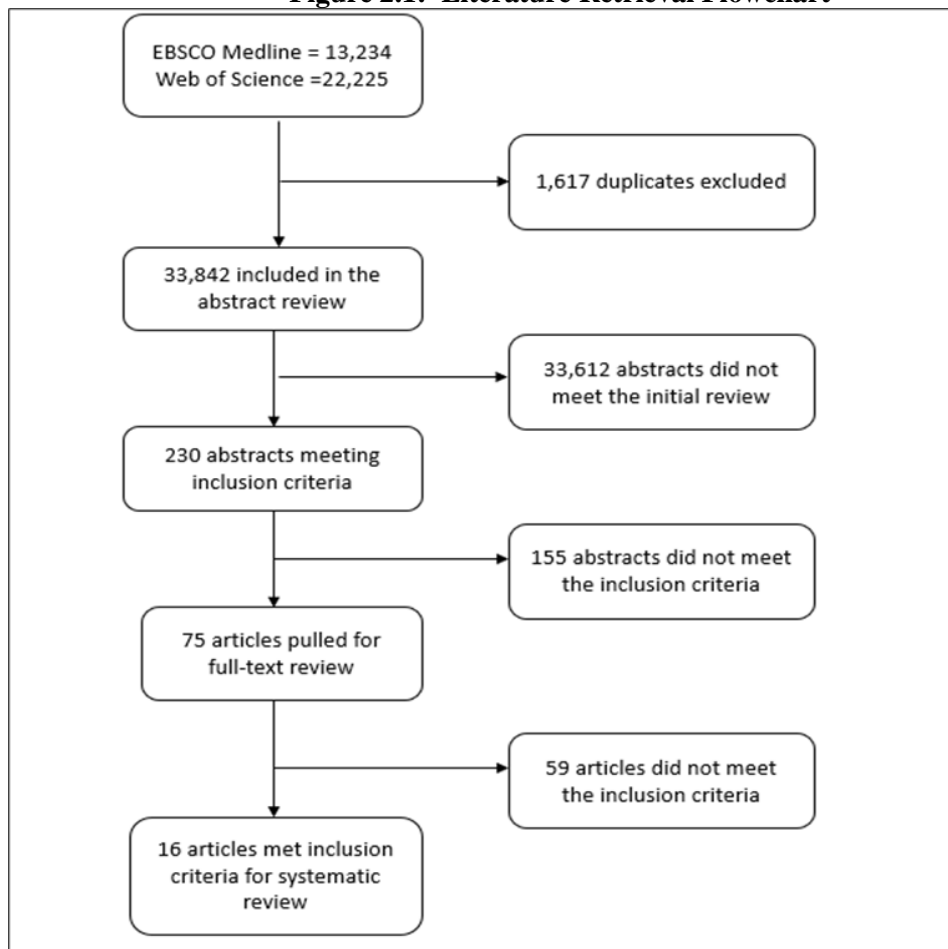 Figure 2.1: Literature Retrieval Flowchart
EBSCO Medline = 13,234
Web of Science =22,225
1,617 duplicates excluded
33,842 included in the
abstract review
33,612 abstracts did not
meet the initial review
230 abstracts meeting
inclusion criteria
155 abstracts did not meet
the inclusion criteria
75 articles pulled for
full-text review
59 articles did not meet
the inclusion criteria
16 articles met inclusion
criteria for systematic
review